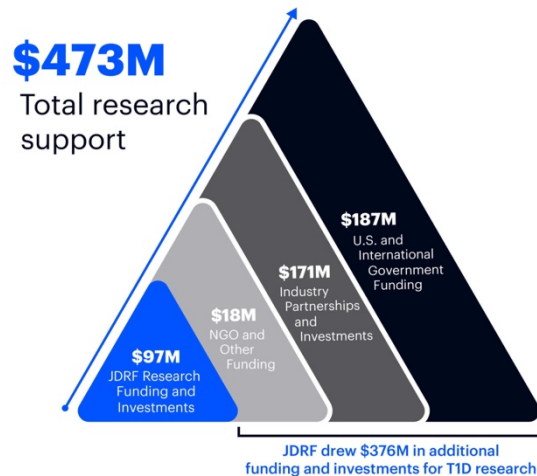 $473M
Total research
support
$187M
U.S. and
International
Government
Funding
$171M
Industry
Partnerships
and
Investments
$18M
NGO and
Other
Funding
$97M
JDRF Research
Funding and
Investments
JDRF drew $376M in additional
funding and investments for T1D research